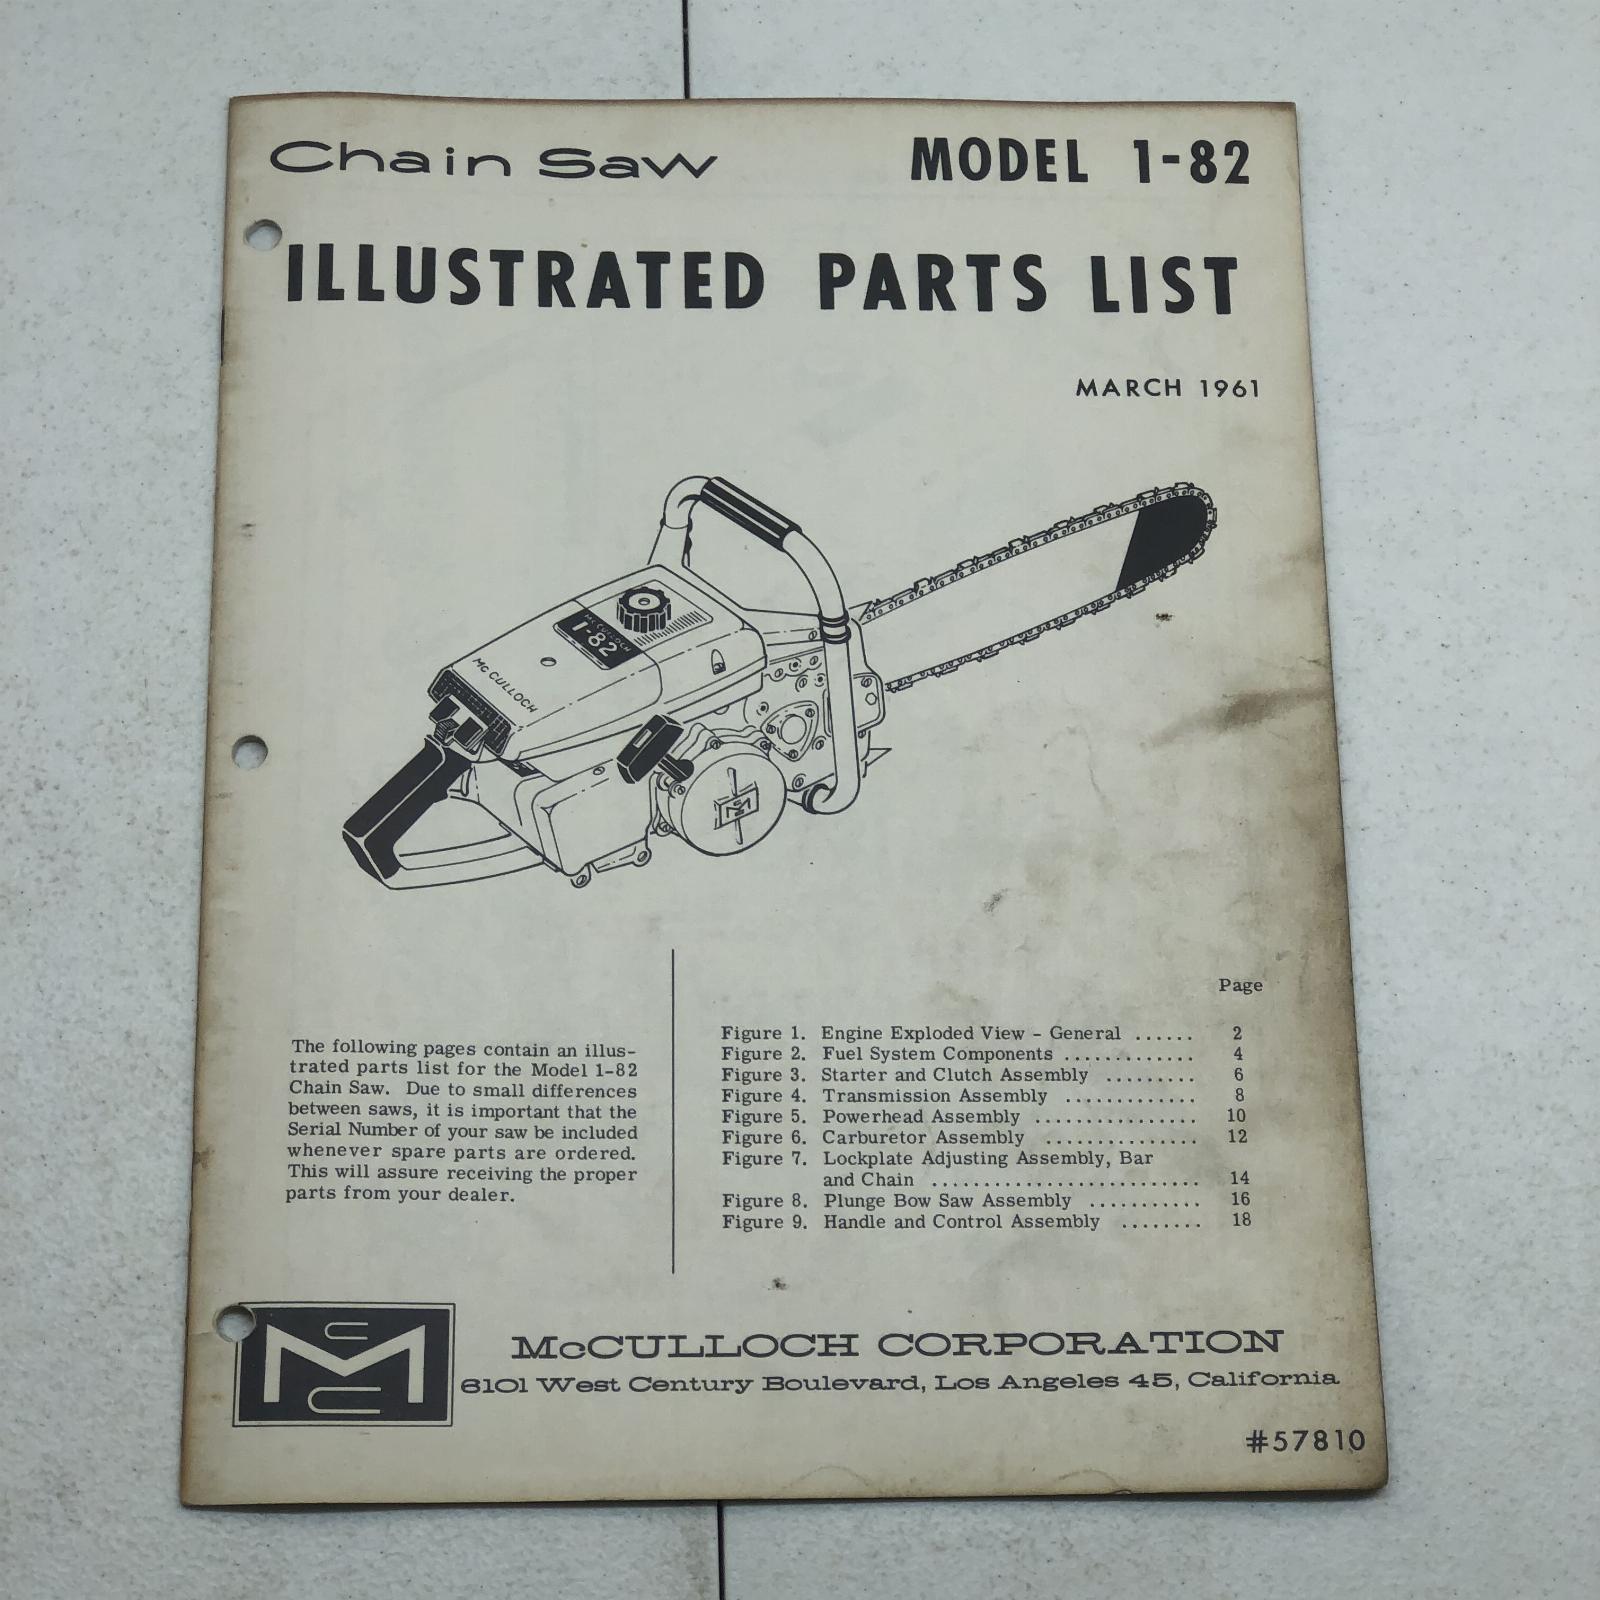 Chain Saw MODEL 1-82
ILLUSTRATED PARTS LIST
MARCH 1961
McCULLOCH
1-82
McCULLOCH
The following pages contain an illus-
trated parts list for the Model 1-82
Chain Saw. Due to small differences
between saws, it is important that the
Serial Number of your saw be included
whenever spare parts are ordered.
This will assure receiving the proper
parts from your dealer.
Page
Figure 1. Engine Exploded View - General ...... 2
Figure 2. Fuel System Components ............. 4
Figure 3. Starter and Clutch Assembly ......... 6
Figure 4. Transmission Assembly ............. 8
Figure 5. Powerhead Assembly ................ 10
Figure 6. Carburetor Assembly ............... 12
Figure 7. Lockplate Adjusting Assembly, Bar
and Chain ........................... 14
Figure 8. Plunge Bow Saw Assembly ........... 16
Figure 9. Handle and Control Assembly ........ 18
McCULLOCH CORPORATION
6101 West Century Boulevard, Los Angeles 45, California
#57810